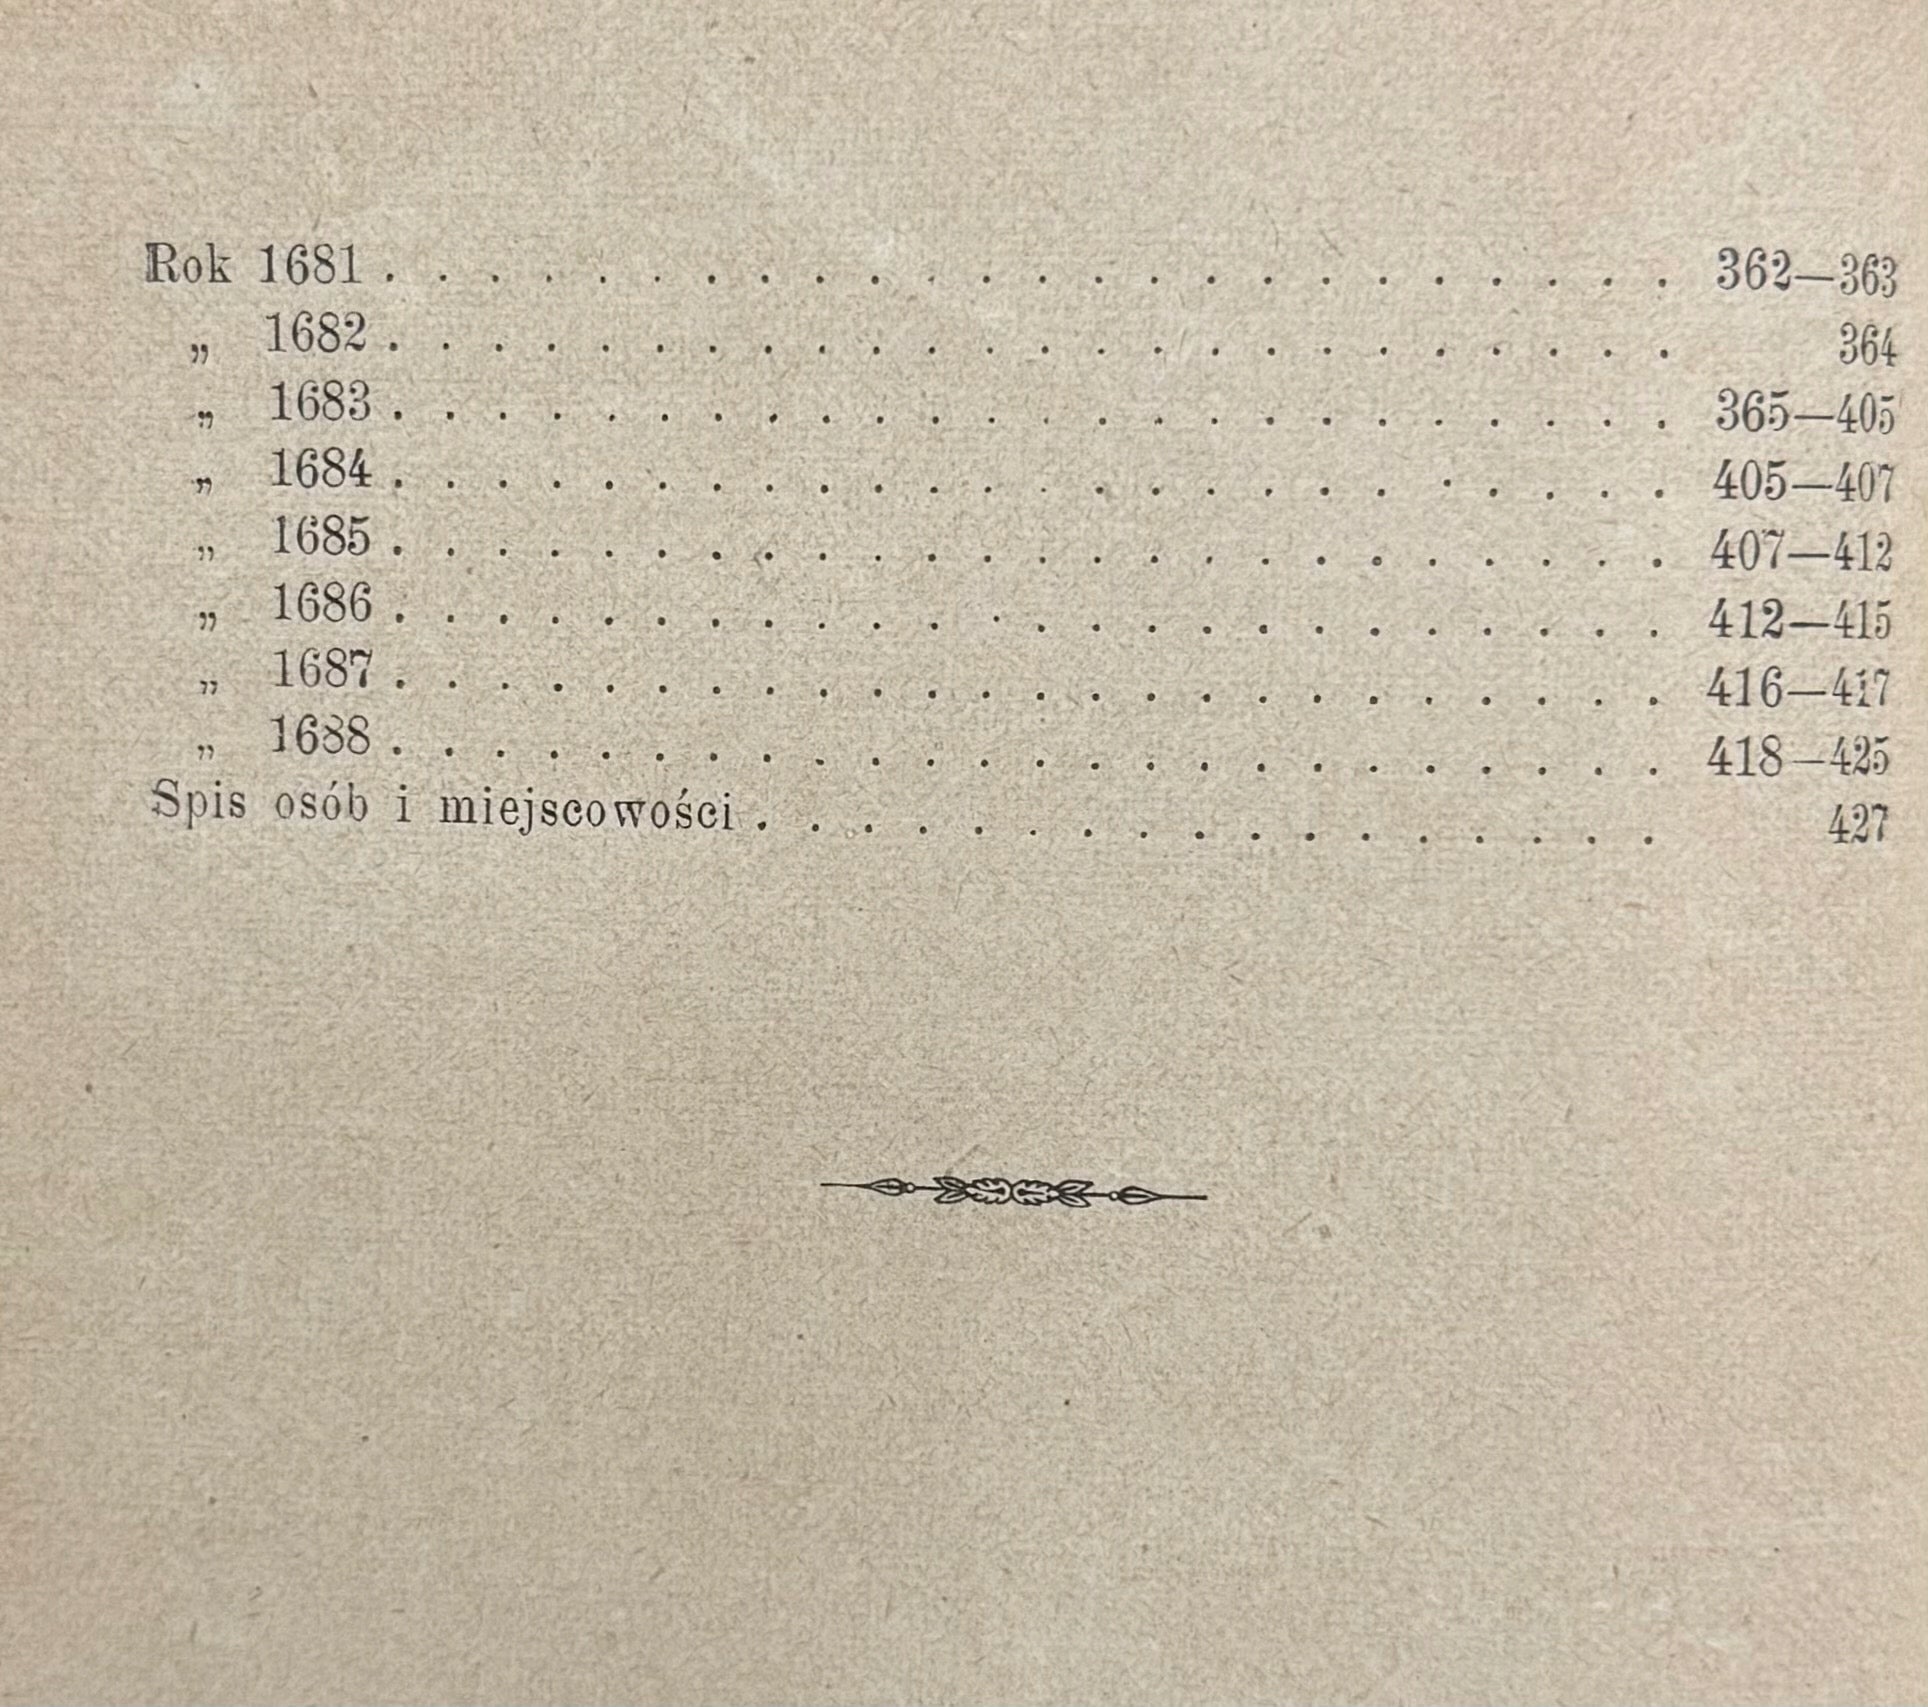 Rok 1681 . . . . . . . . . . . . . . . . . . . . . . . . 362—363
„ 1682 . . . . . . . . . . . . . . . . . . . . . . . . 364
„ 1683 . . . . . . . . . . . . . . . . . . . . . . . . 365—405
„ 1684 . . . . . . . . . . . . . . . . . . . . . . . . 405—407
„ 1685 . . . . . . . . . . . . . . . . . . . . . . . . 407—412
„ 1686 . . . . . . . . . . . . . . . . . . . . . . . . 412—415
„ 1687 . . . . . . . . . . . . . . . . . . . . . . . . 416—417
„ 1688 . . . . . . . . . . . . . . . . . . . . . . . . 418—425
Spis osób i miejscowości . . . . . . . . . . . . . . . . . 427